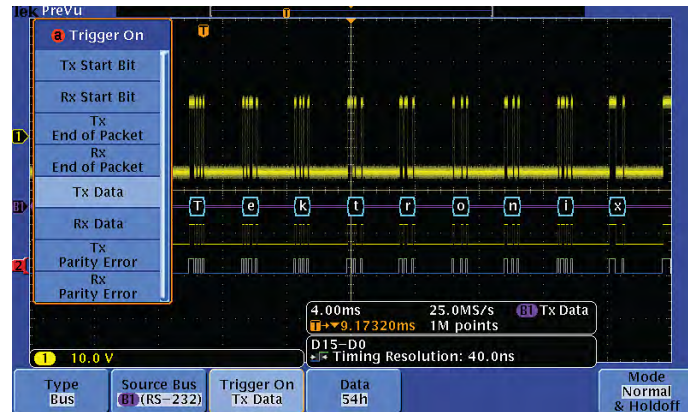 Tek PreVu
T
a Trigger On
T
Tx Start Bit
Rx Start Bit
Tx
End of Packet
Rx
End of Packet
Tx Data
Rx Data
Tx
Parity Error
Rx
Parity Error
1
B1
T e k t r o n i x
2
4.00ms 25.0MS/s B1 Tx Data
T→▼9.17320ms 1M points
D15-D0
Timing Resolution: 40.0ns
1 10.0 V
Type
Bus
Source Bus
B1 (RS-232)
Trigger On
Tx Data
Data
54h
Mode
Normal
& Holdoff